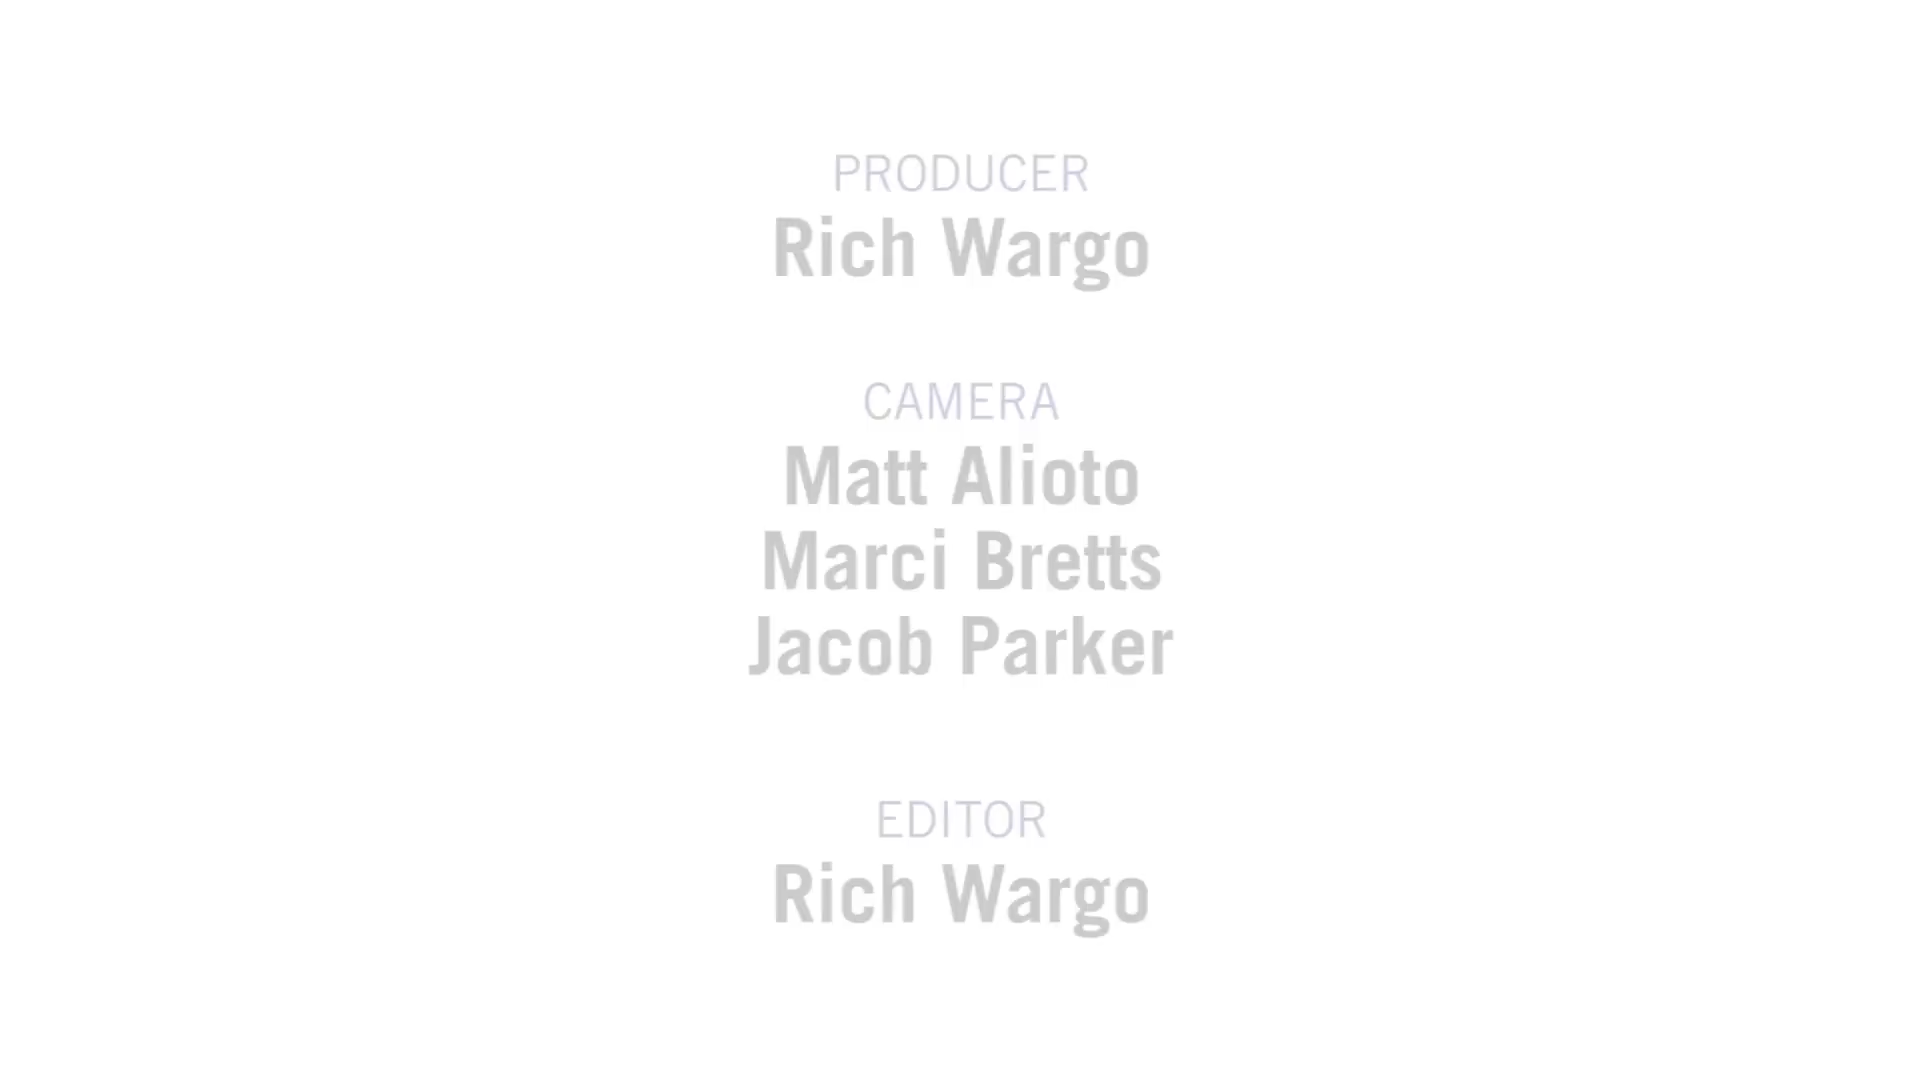 PRODUCER
Rich Wargo
CAMERA
Matt Alioto
Marci Bretts
Jacob Parker
EDITOR
Rich Wargo